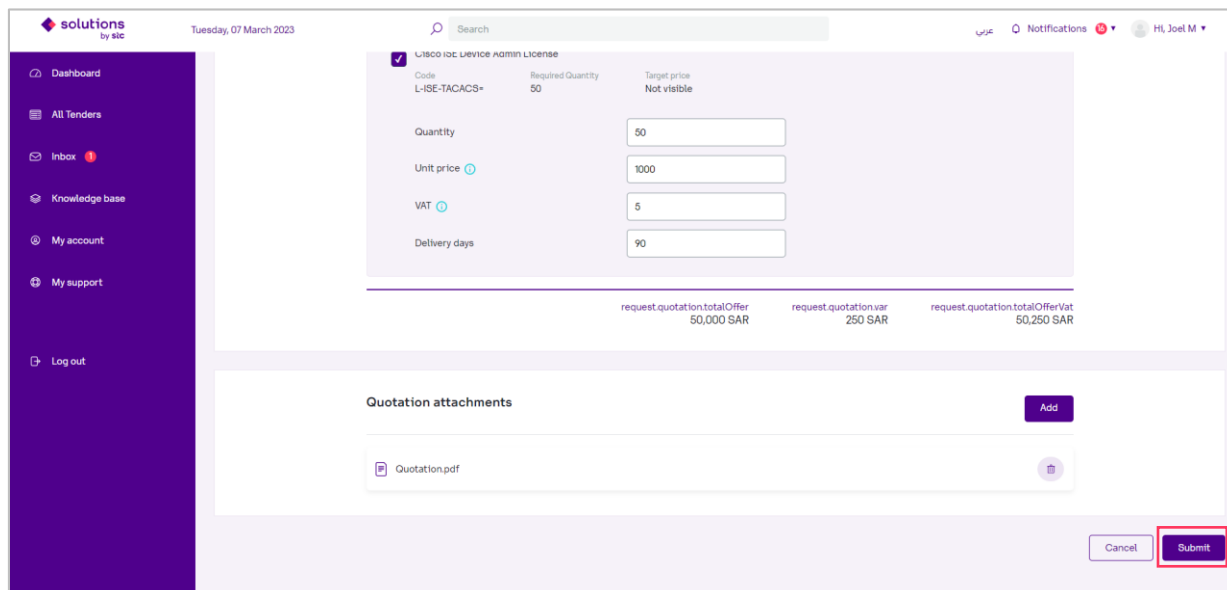 solutions
by stc
Tuesday, 07 March 2023
Search
عربي
Notifications 16
Hi, Joel M
Dashboard
All Tenders
Inbox 1
Knowledge base
My account
My support
Log out
Cisco ISE Device Admin License
Code Required Quantity Target price
L-ISE-TACACS= 50 Not visible
Quantity 50
Unit price 1000
VAT 5
Delivery days 90
request.quotation.totalOffer request.quotation.var request.quotation.totalOfferVat
50,000 SAR 250 SAR 50,250 SAR
Quotation attachments
Add
Quotation.pdf
Cancel Submit